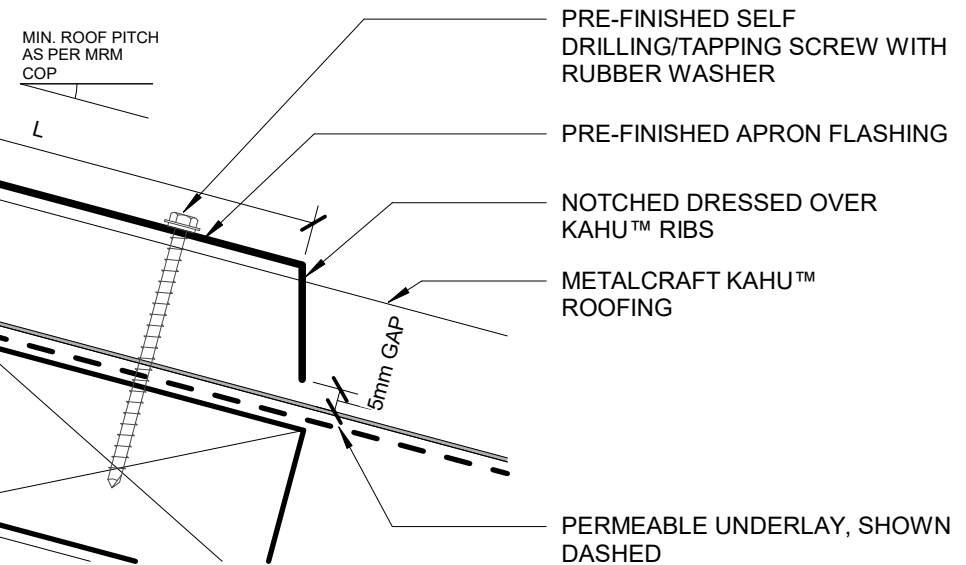 MIN. ROOF PITCH
AS PER MRM
COP
L
PRE-FINISHED SELF
DRILLING/TAPPING SCREW WITH
RUBBER WASHER
PRE-FINISHED APRON FLASHING
NOTCHED DRESSED OVER
KAHU™ RIBS
METALCRAFT KAHU™
ROOFING
5mm GAP
PERMEABLE UNDERLAY, SHOWN
DASHED